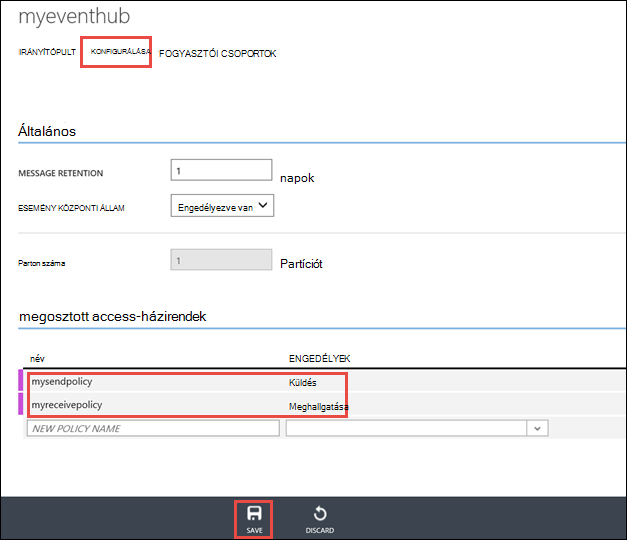 myeventhub
IRÁNYÍTÓPULT KONFIGURÁLÁSA FOGYASZTÓI CSOPORTOK
Általános
MESSAGE RETENTION 1 napok
ESEMÉNY KÖZPONTI ÁLLAM Engedélyezve van
Parton száma 1 Partíciót
megosztott access-házirendek
név ENGEDÉLYEK
mysendpolicy Küldés
myreceivepolicy Meghallgatása
NEW POLICY NAME
SAVE DISCARD